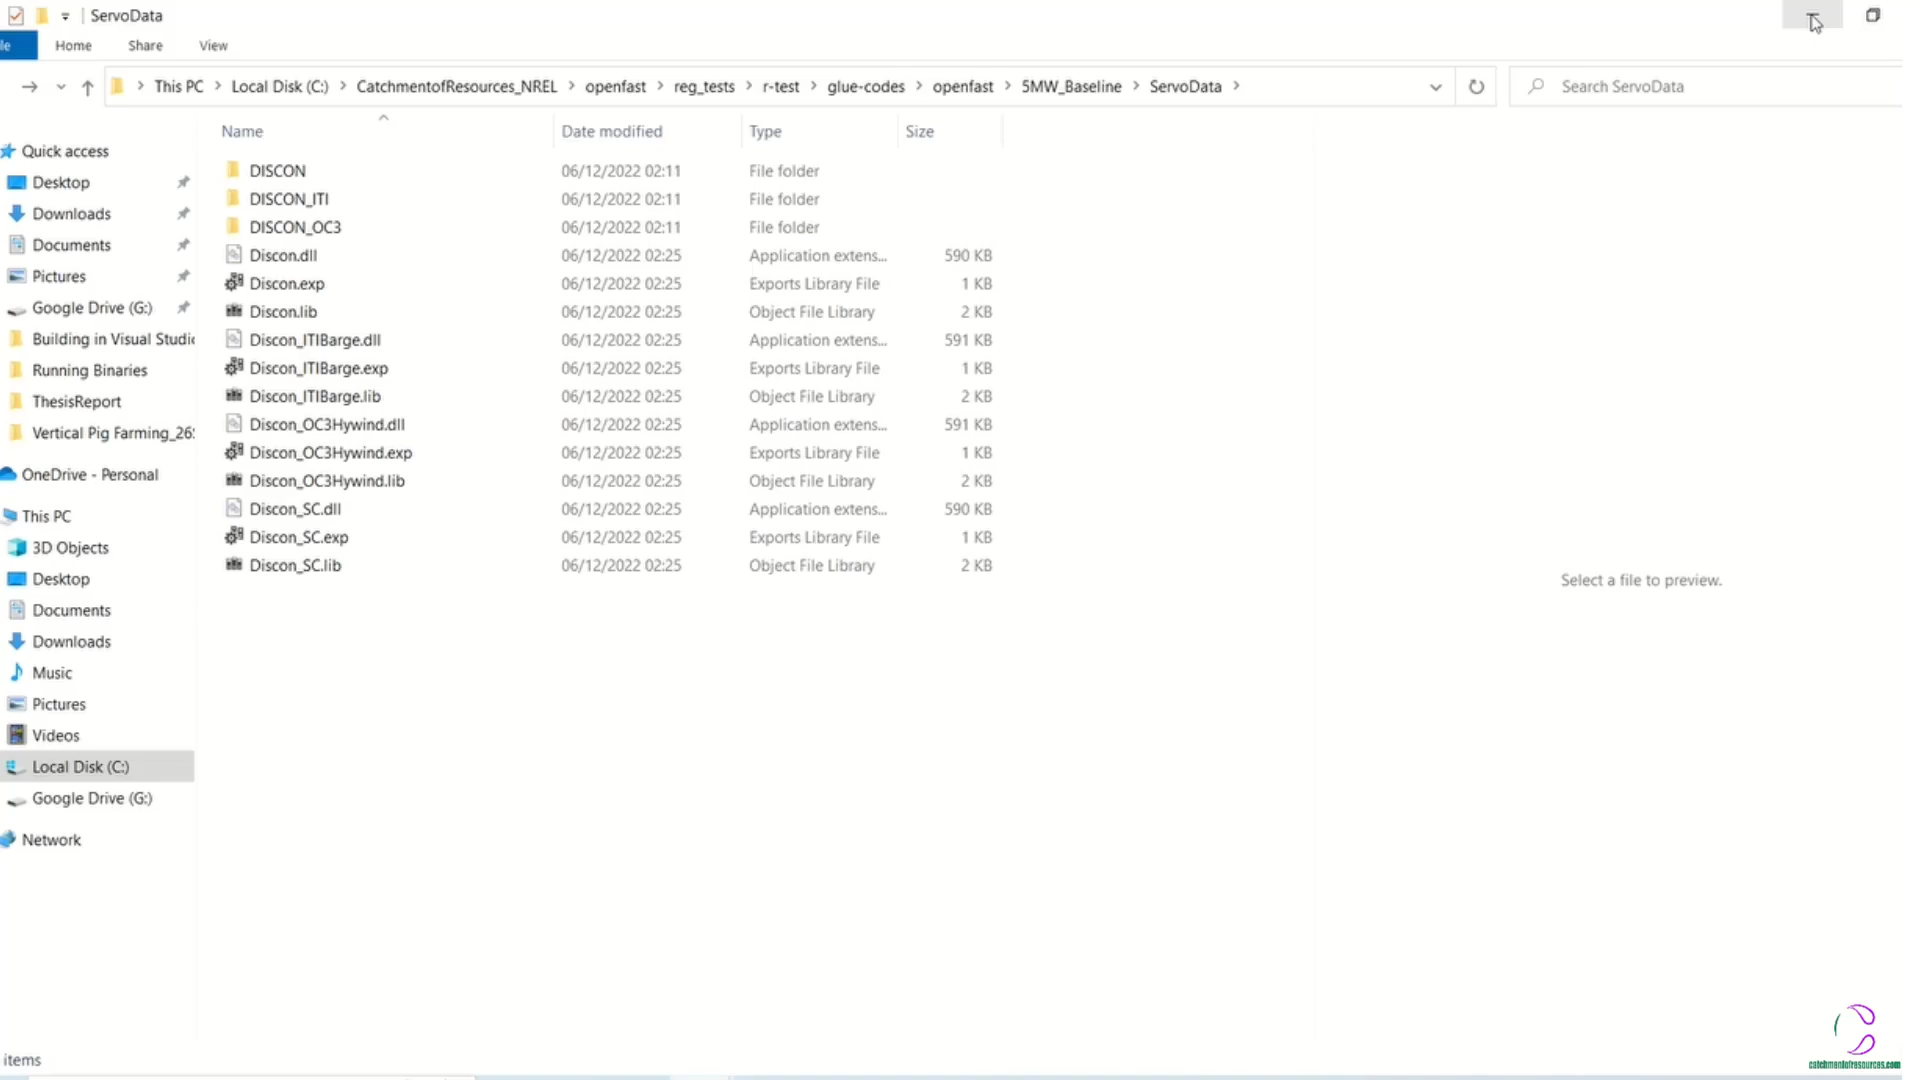 ServoData
le Home Share View
This PC Local Disk (C:) CatchmentofResources_NREL openfast reg_tests r-test glue-codes openfast 5MW_Baseline ServoData Search ServoData
Name Date modified Type Size
Quick access
Desktop
Downloads
Documents
Pictures
Google Drive (G:)
Building in Visual Studi
Running Binaries
ThesisReport
Vertical Pig Farming_26
OneDrive - Personal
This PC
3D Objects
Desktop
Documents
Downloads
Music
Pictures
Videos
Local Disk (C:)
Google Drive (G:)
Network
DISCON 06/12/2022 02:11 File folder
DISCON_ITI 06/12/2022 02:11 File folder
DISCON_OC3 06/12/2022 02:11 File folder
Discon.dll 06/12/2022 02:25 Application extens... 590 KB
Discon.exp 06/12/2022 02:25 Exports Library File 1 KB
Discon.lib 06/12/2022 02:25 Object File Library 2 KB
Discon_ITIBarge.dll 06/12/2022 02:25 Application extens... 591 KB
Discon_ITIBarge.exp 06/12/2022 02:25 Exports Library File 1 KB
Discon_ITIBarge.lib 06/12/2022 02:25 Object File Library 2 KB
Discon_OC3Hywind.dll 06/12/2022 02:25 Application extens... 591 KB
Discon_OC3Hywind.exp 06/12/2022 02:25 Exports Library File 1 KB
Discon_OC3Hywind.lib 06/12/2022 02:25 Object File Library 2 KB
Discon_SC.dll 06/12/2022 02:25 Application extens... 590 KB
Discon_SC.exp 06/12/2022 02:25 Exports Library File 1 KB
Discon_SC.lib 06/12/2022 02:25 Object File Library 2 KB
Select a file to preview.
items
catchmentofresources.com